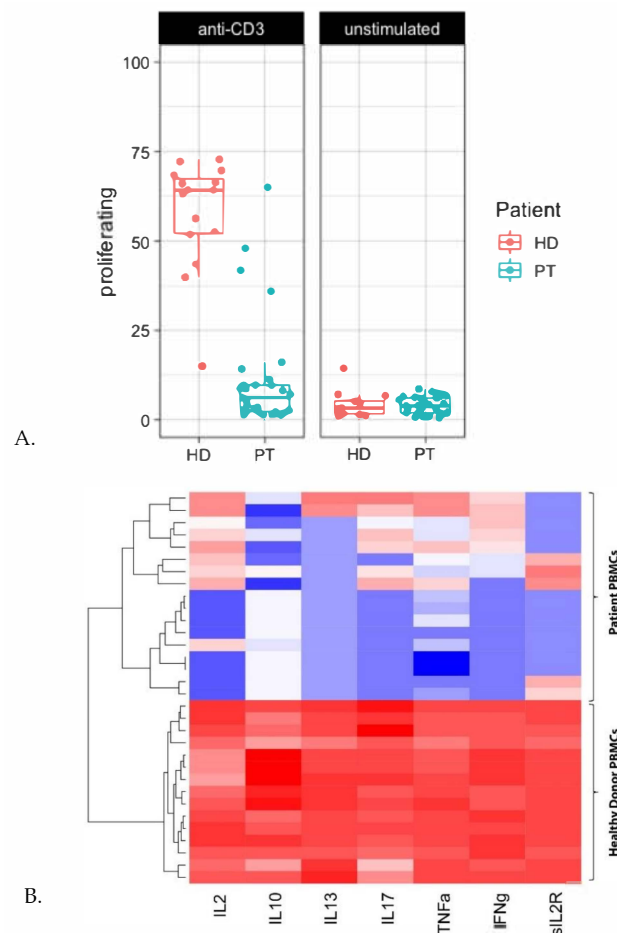 anti-CD3 unstimulated
100
75
50
25
0
proliferating
HD PT HD PT
Patient
HD
PT
A.
Patient PBMCs
Healthy Donor PBMCs
B.
IL2 IL10 IL13 IL17 TNFa IFNg sIL2R